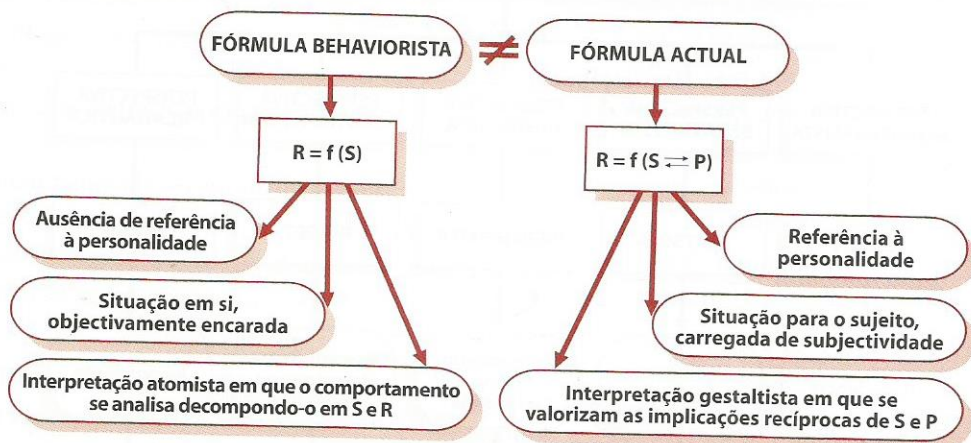 FÓRMULA BEHAVIORISTA
≠
FÓRMULA ACTUAL
R = f (S)
R = f (S ⇄ P)
Ausência de referência
à personalidade
Situação em si,
objectivamente encarada
Interpretação atomista em que o comportamento
se analisa decompondo-o em S e R
Referência à
personalidade
Situação para o sujeito,
carregada de subjectividade
Interpretação gestaltista em que se
valorizam as implicações recíprocas de S e P